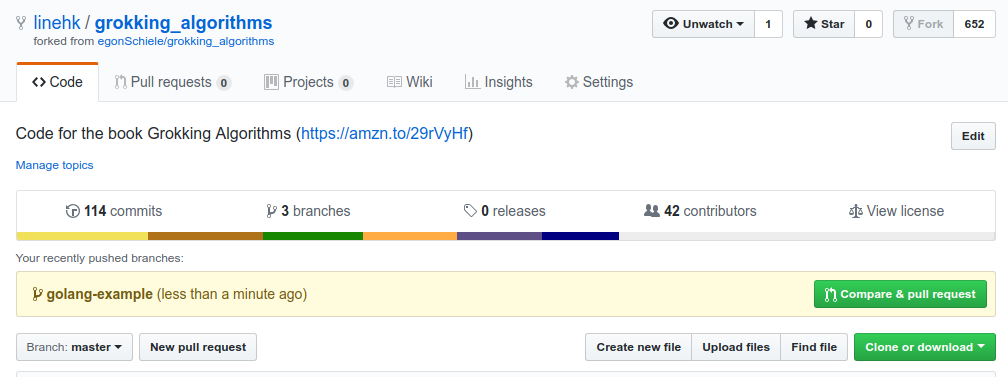 linehk / grokking_algorithms Unwatch 1 Star 0 Fork 652
forked from egonSchiele/grokking_algorithms
<> Code Pull requests 0 Projects 0 Wiki Insights Settings
Code for the book Grokking Algorithms (https://amzn.to/29rVyHf) Edit
Manage topics
114 commits 3 branches 0 releases 42 contributors View license
Your recently pushed branches:
golang-example (less than a minute ago) Compare & pull request
Branch: master New pull request Create new file Upload files Find file Clone or download